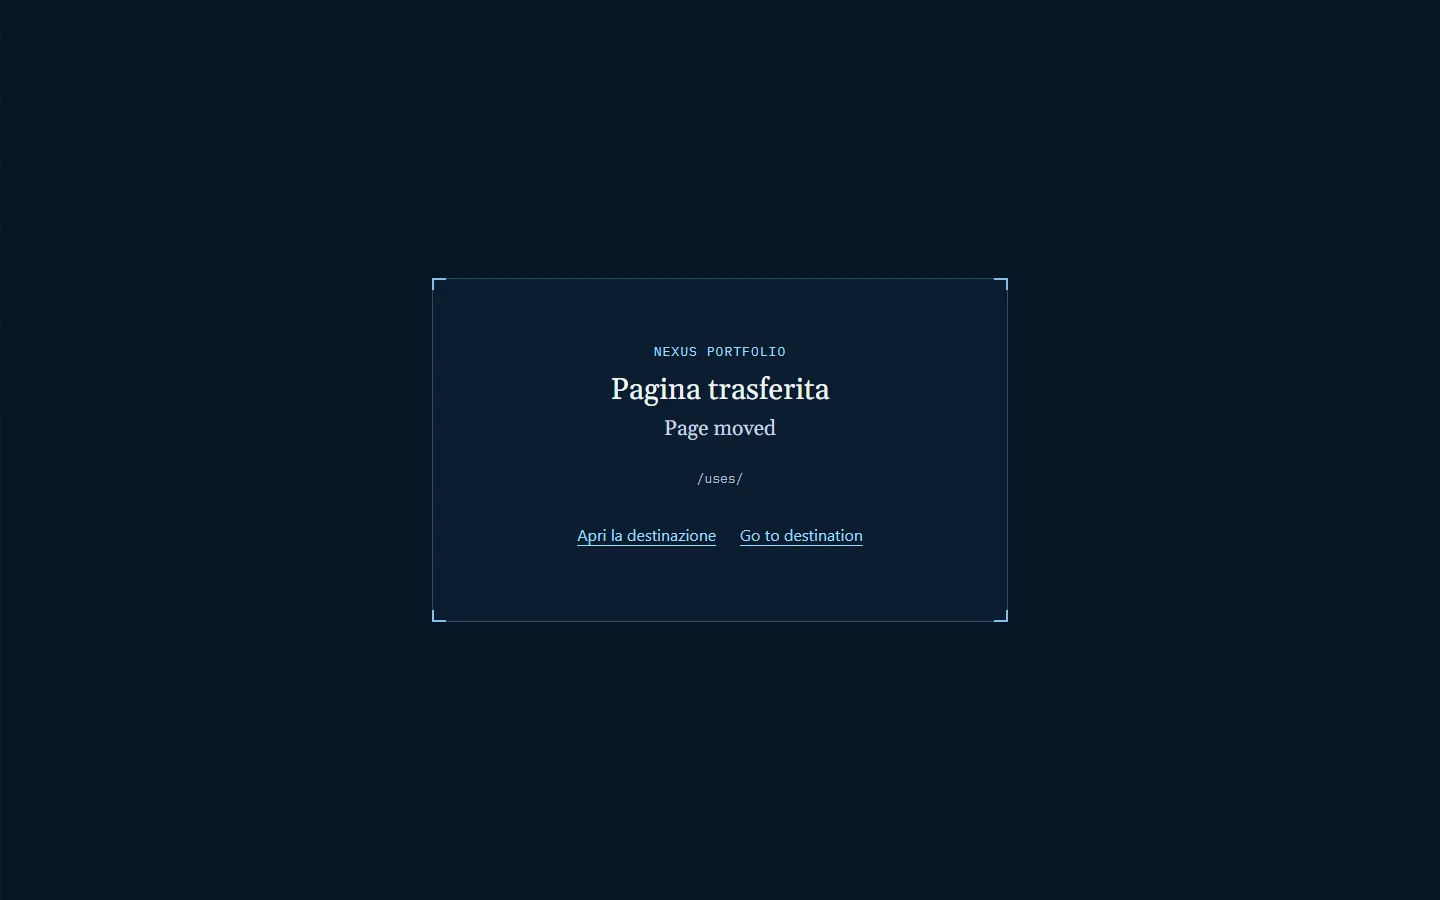 NEXUS PORTFOLIO
Pagina trasferita
Page moved
/uses/
Apri la destinazione Go to destination